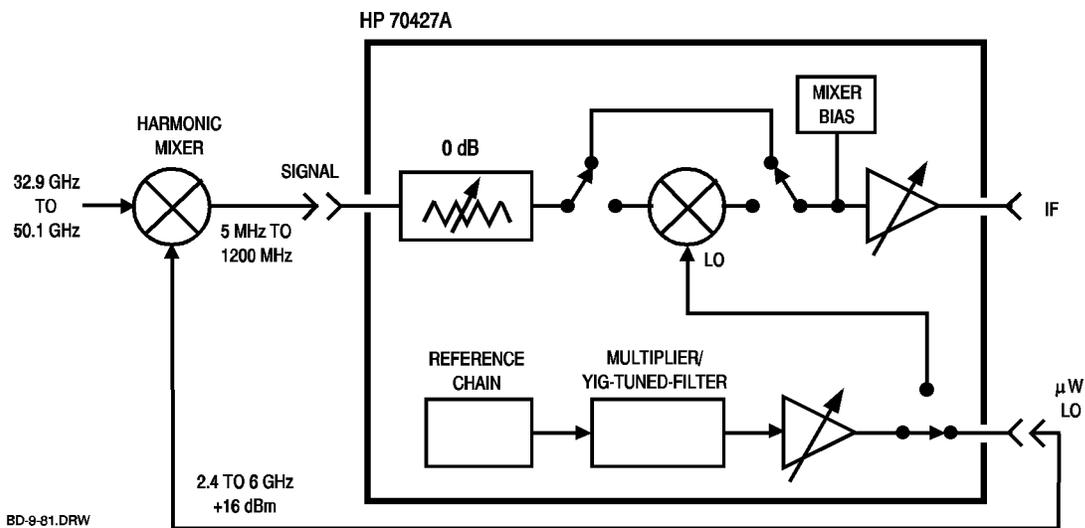 HP 70427A
HARMONIC
MIXER
32.9 GHz
TO
50.1 GHz
SIGNAL
5 MHz TO
1200 MHz
0 dB
LO
MIXER
BIAS
IF
REFERENCE
CHAIN
MULTIPLIER/
YIG-TUNED-FILTER
μW
LO
2.4 TO 6 GHz
+16 dBm
BD-9-81.DRW